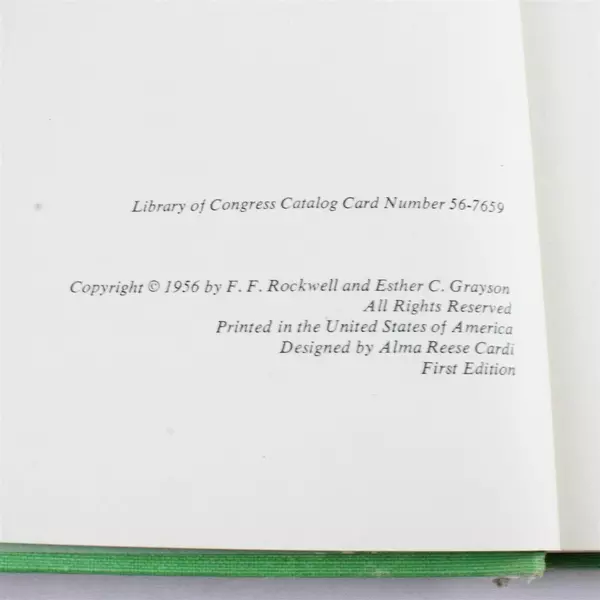 Library of Congress Catalog Card Number 56-7659
Copyright © 1956 by F. F. Rockwell and Esther C. Grayson
All Rights Reserved
Printed in the United States of America
Designed by Alma Reese Cardi
First Edition